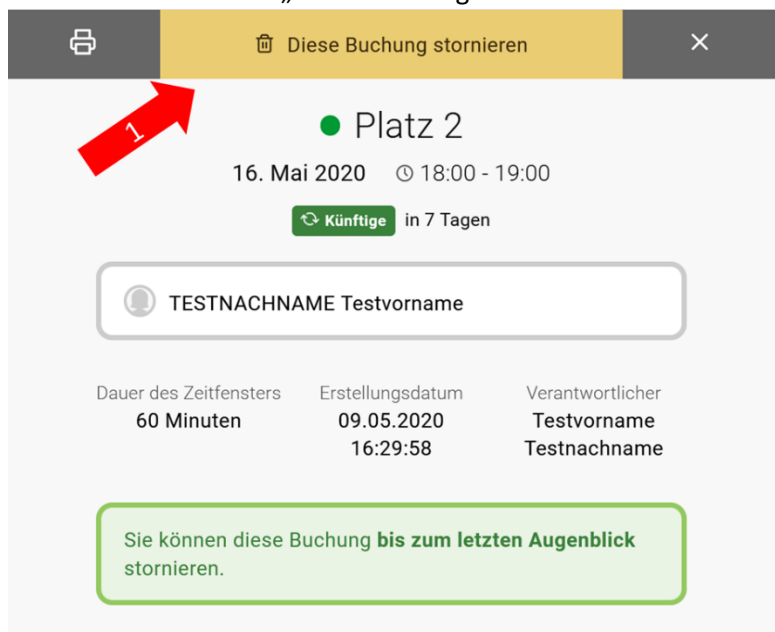 Diese Buchung stornieren
1
Platz 2
16. Mai 2020 18:00 - 19:00
Künftige in 7 Tagen
TESTNACHNAME Testvorname
Dauer des Zeitfensters Erstellungsdatum Verantwortlicher
60 Minuten 09.05.2020 Testvorname
16:29:58 Testnachname
Sie können diese Buchung bis zum letzten Augenblick
stornieren.